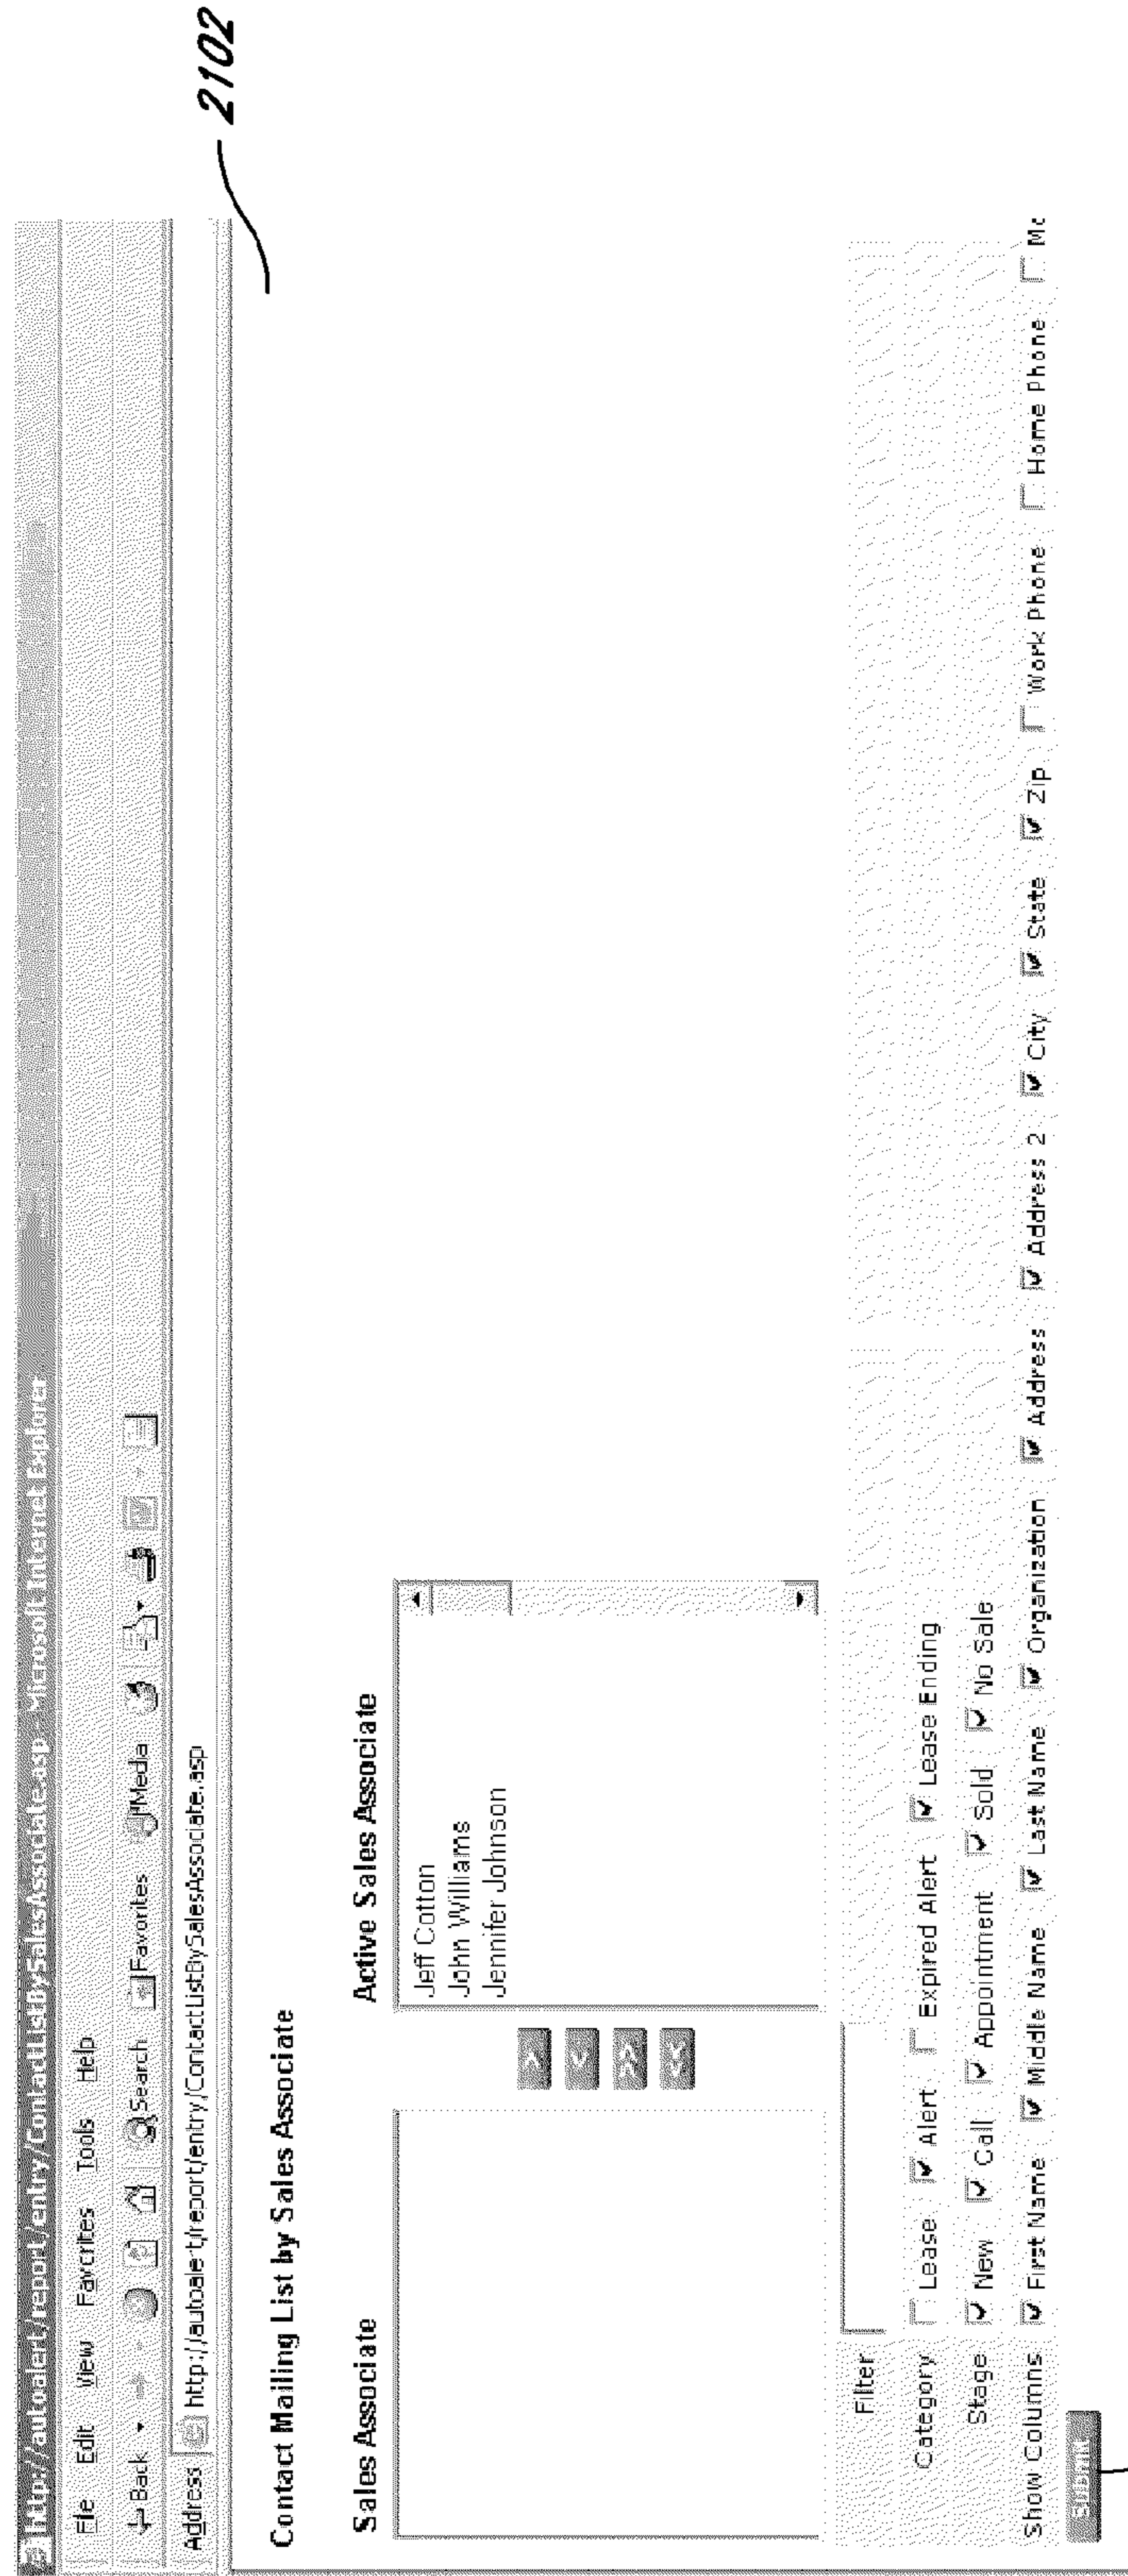 2102
http://autoalert/report/entry/ContactListBySalesAssociate.asp - Microsoft Internet Explorer
File Edit View Favorites Tools Help
Back Search Favorites Media
Address http://autoalert/report/entry/ContactListBySalesAssociate.asp
Contact Mailing List by Sales Associate
Sales Associate Active Sales Associate
Jeff Cotton
John Williams
Jennifer Johnson
>
<
>>
<<
Filter
Category Lease Alert Expired Alert Lease Ending
Stage New Call Appointment Sold No Sale
Show Columns First Name Middle Name Last Name Organization Address Address 2 City State Zip Work Phone Home Phone Mo
Submit